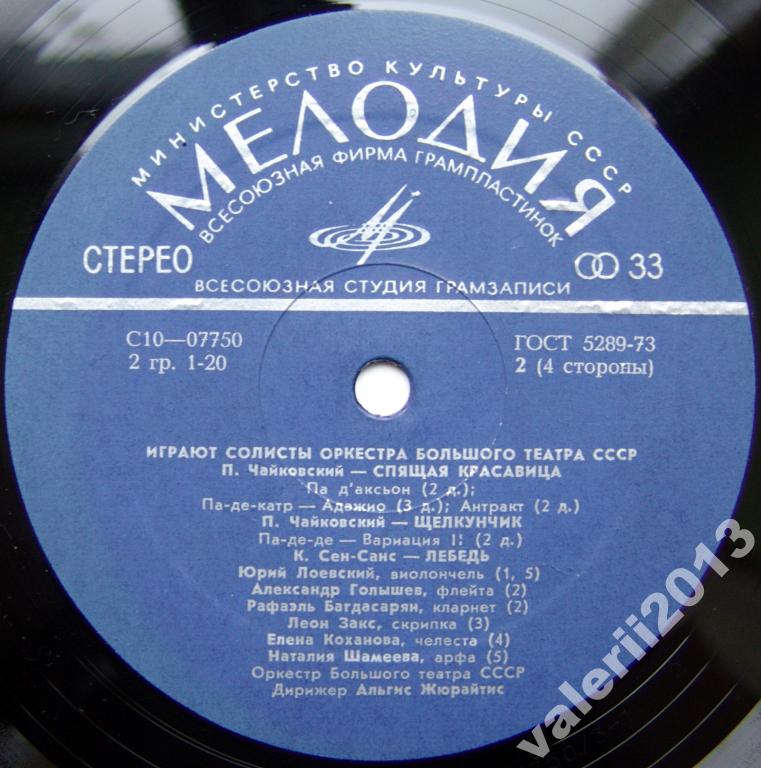 МИНИСТЕРСТВО КУЛЬТУРЫ СССР
МЕЛОДИЯ
ВСЕСОЮЗНАЯ ФИРМА ГРАМПЛАСТИНОК
СТЕРЕО
33
ВСЕСОЮЗНАЯ СТУДИЯ ГРАМЗАПИСИ
С10—07750
ГОСТ 5289-73
2 гр. 1-20
2 (4 стороны)
ИГРАЮТ СОЛИСТЫ ОРКЕСТРА БОЛЬШОГО ТЕАТРА СССР
П. Чайковский — СПЯЩАЯ КРАСАВИЦА
Па д'аксьон (2 д.);
Па-де-катр — Адажио (3 д.); Антракт (2 д.)
П. Чайковский — ЩЕЛКУНЧИК
Па-де-де — Вариация II (2 д.)
К. Сен-Санс — ЛЕБЕДЬ
Юрий Лоевский, виолончель (1, 5)
Александр Голышев, флейта (2)
Рафаэль Багдасарян, кларнет (2)
Леон Закс, скрипка (3)
Елена Коханова, челеста (4)
Наталия Шамеева, арфа (5)
Оркестр Большого театра СССР
Дирижер Альгис Жюрайтис
valerii2013